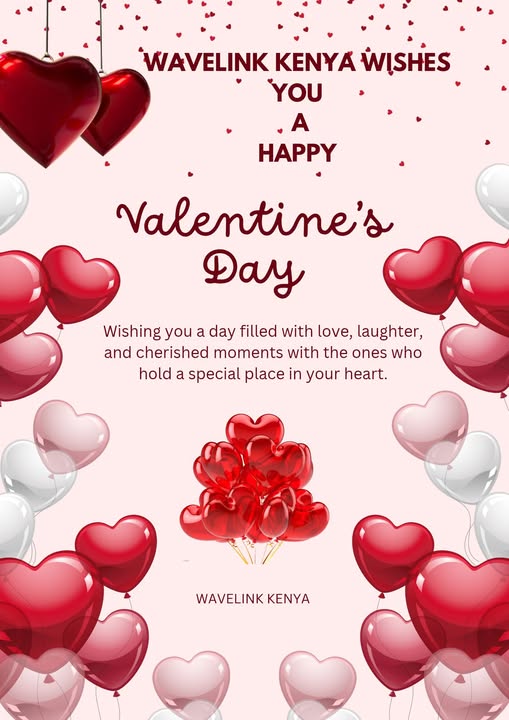 WAVELINK KENYA WISHES
YOU
A
HAPPY
Valentine's
Day
Wishing you a day filled with love, laughter,
and cherished moments with the ones who
hold a special place in your heart.
WAVELINK KENYA